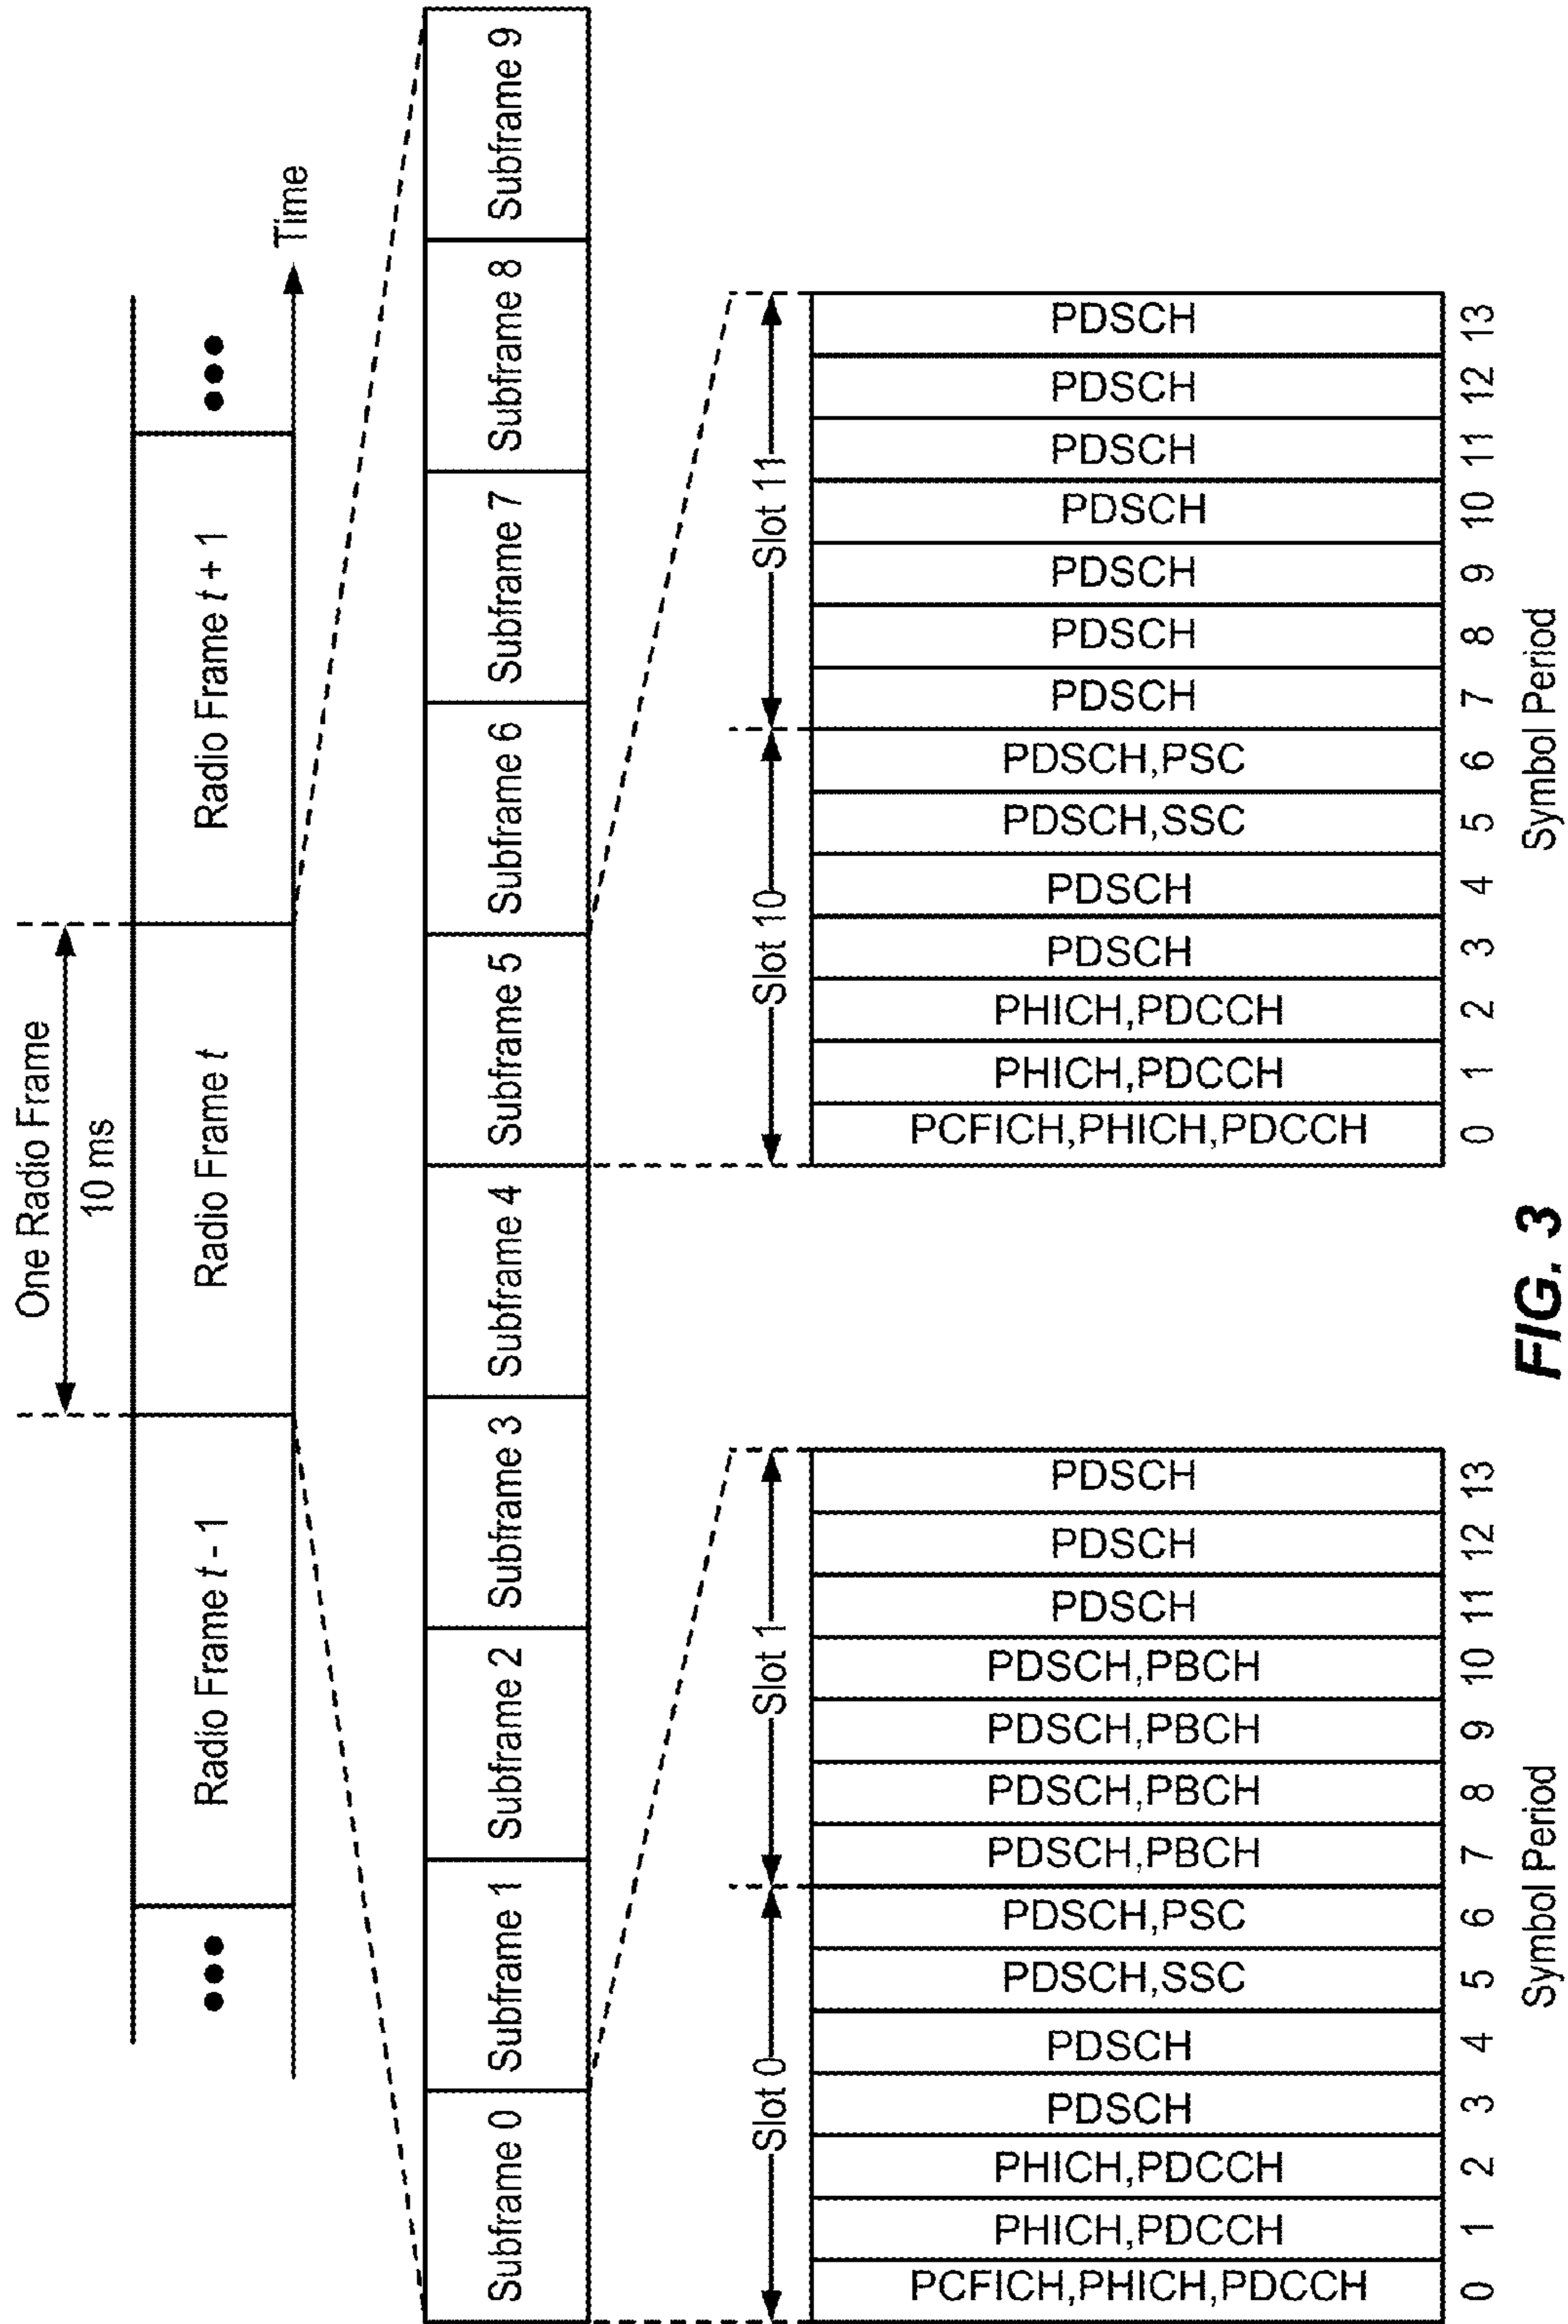 One Radio Frame
10 ms
Radio Frame t - 1
Radio Frame t
Radio Frame t + 1
Time
Subframe 0
Subframe 1
Subframe 2
Subframe 3
Subframe 4
Subframe 5
Subframe 6
Subframe 7
Subframe 8
Subframe 9
Slot 0
Slot 1
PCFICH,PHICH,PDCCH
PHICH,PDCCH
PHICH,PDCCH
PDSCH
PDSCH
PDSCH,SSC
PDSCH,PSC
PDSCH,PBCH
PDSCH,PBCH
PDSCH,PBCH
PDSCH,PBCH
PDSCH
PDSCH
PDSCH
0 1 2 3 4 5 6 7 8 9 10 11 12 13
Symbol Period
Slot 10
Slot 11
PCFICH,PHICH,PDCCH
PHICH,PDCCH
PHICH,PDCCH
PDSCH
PDSCH
PDSCH,SSC
PDSCH,PSC
PDSCH
PDSCH
PDSCH
PDSCH
PDSCH
PDSCH
PDSCH
0 1 2 3 4 5 6 7 8 9 10 11 12 13
Symbol Period
FIG. 3